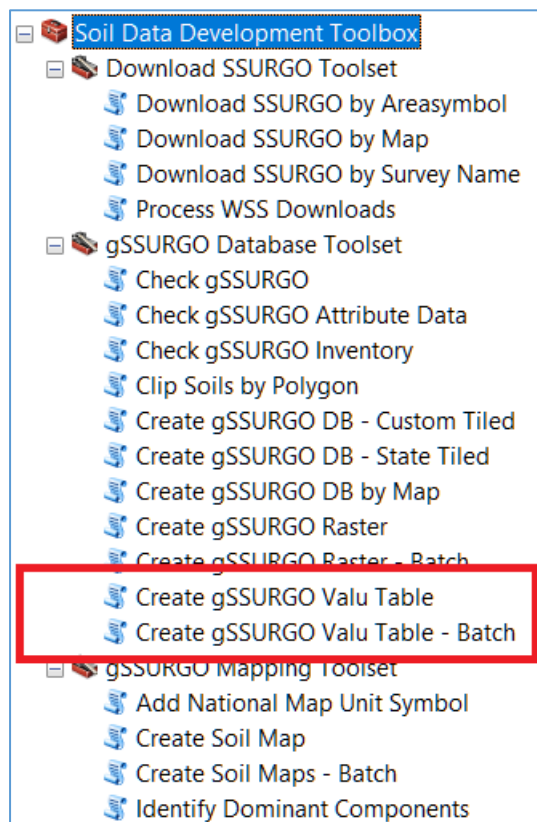 Soil Data Development Toolbox
Download SSURGO Toolset
Download SSURGO by Areasymbol
Download SSURGO by Map
Download SSURGO by Survey Name
Process WSS Downloads
gSSURGO Database Toolset
Check gSSURGO
Check gSSURGO Attribute Data
Check gSSURGO Inventory
Clip Soils by Polygon
Create gSSURGO DB - Custom Tiled
Create gSSURGO DB - State Tiled
Create gSSURGO DB by Map
Create gSSURGO Raster
Create gSSURGO Raster - Batch
Create gSSURGO Valu Table
Create gSSURGO Valu Table - Batch
gSSURGO Mapping Toolset
Add National Map Unit Symbol
Create Soil Map
Create Soil Maps - Batch
Identify Dominant Components